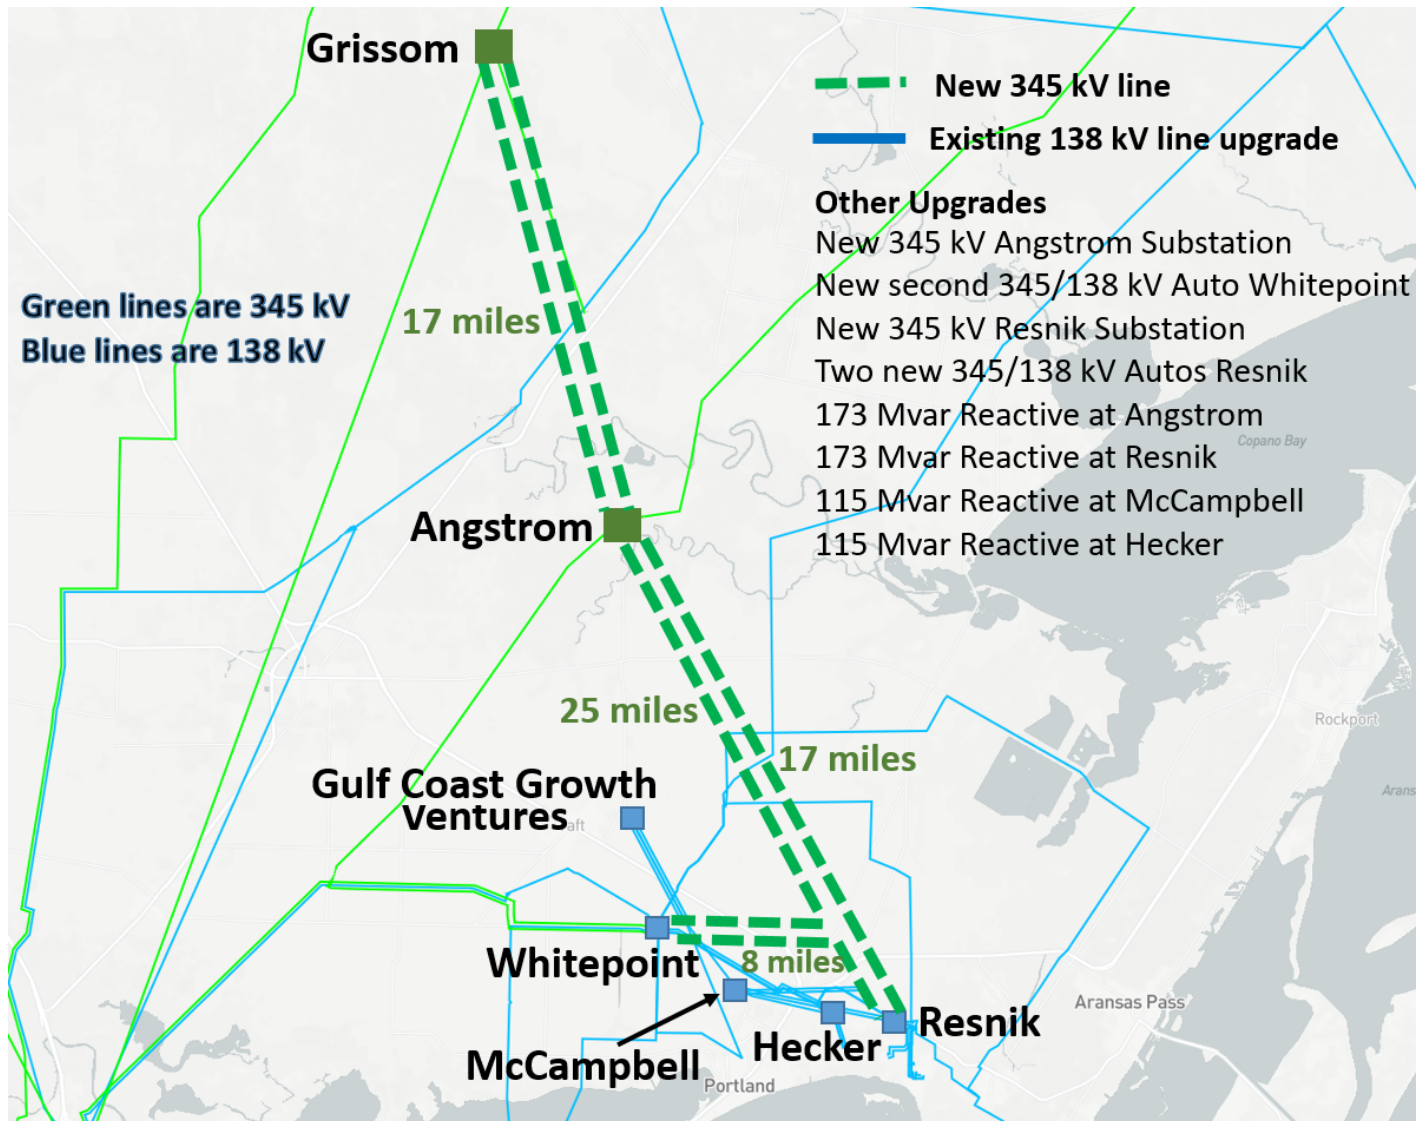 Grissom
New 345 kV line
Existing 138 kV line upgrade
Other Upgrades
New 345 kV Angstrom Substation
New second 345/138 kV Auto Whitepoint
New 345 kV Resnik Substation
Two new 345/138 kV Autos Resnik
173 Mvar Reactive at Angstrom
173 Mvar Reactive at Resnik
115 Mvar Reactive at McCampbell
115 Mvar Reactive at Hecker
Green lines are 345 kV
Blue lines are 138 kV
17 miles
Copano Bay
Angstrom
25 miles
17 miles
Rockport
Gulf Coast Growth
Ventures
Whitepoint
8 miles
Aransas Pass
Resnik
Hecker
McCampbell
Portland